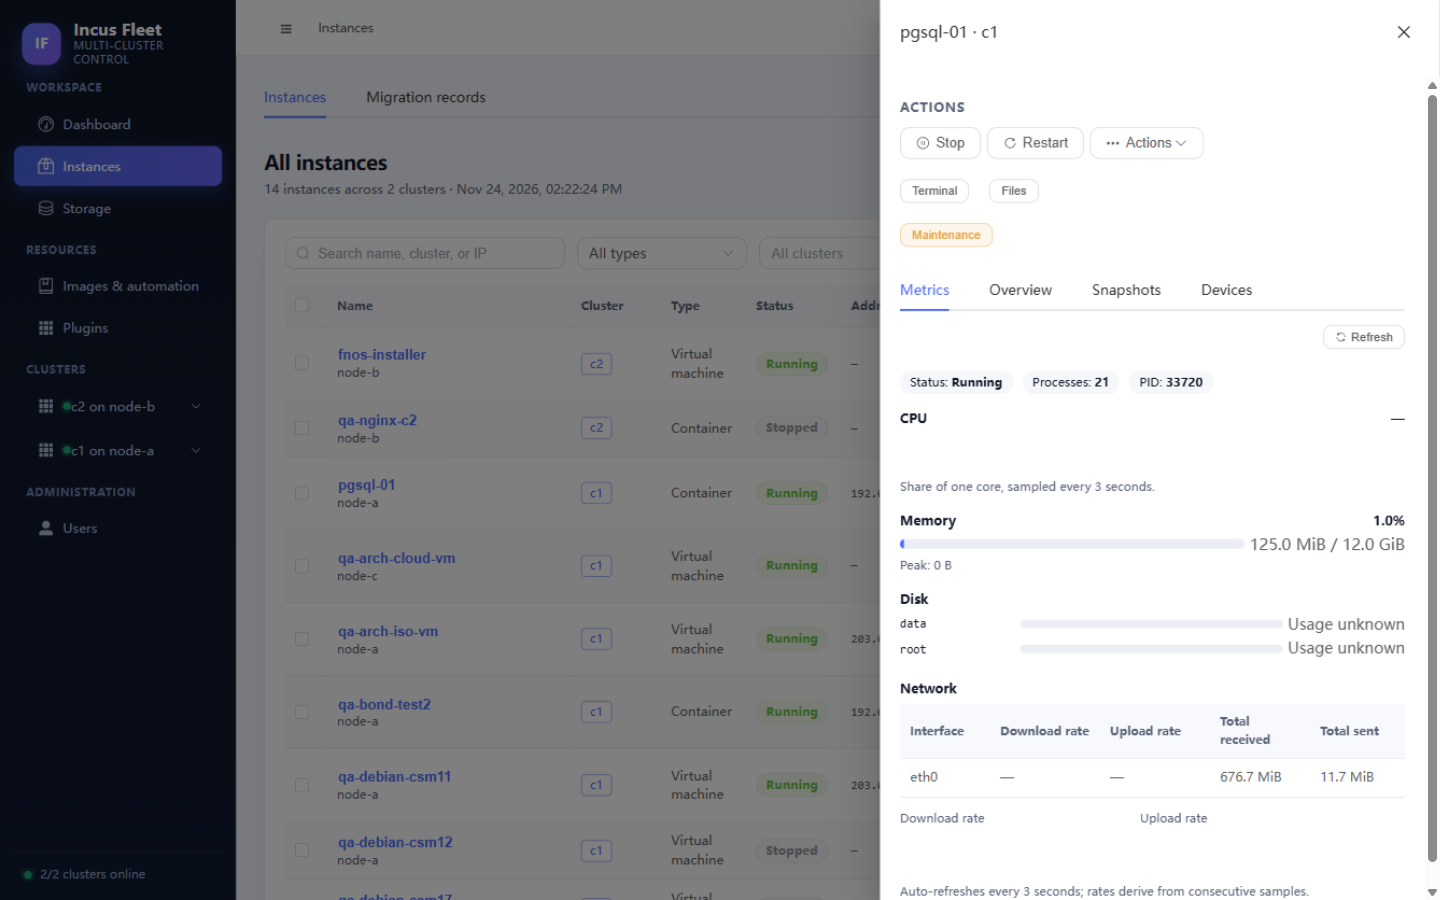 IF
Incus Fleet
MULTI-CLUSTER
CONTROL
WORKSPACE
Dashboard
Instances
Storage
RESOURCES
Images & automation
Plugins
CLUSTERS
c2 on node-b
c1 on node-a
ADMINISTRATION
Users
2/2 clusters online
Instances
Instances
Migration records
All instances
14 instances across 2 clusters · Nov 24, 2026, 02:22:24 PM
Search name, cluster, or IP
All types
All clusters
Name Cluster Type Status
fnos-installer
node-b
c2
Virtual
machine
Running
–
qa-nginx-c2
node-b
c2
Container
Stopped
–
pgsql-01
node-a
c1
Container
Running
192.
qa-arch-cloud-vm
node-c
c1
Virtual
machine
Running
–
qa-arch-iso-vm
node-a
c1
Virtual
machine
Running
203.
qa-bond-test2
node-a
c1
Container
Running
192.
qa-debian-csm11
node-a
c1
Virtual
machine
Running
203.
qa-debian-csm12
node-a
c1
Virtual
machine
Stopped
–
pgsql-01 · c1
ACTIONS
Stop
Restart
··· Actions
Terminal
Files
Maintenance
Metrics
Overview
Snapshots
Devices
Refresh
Status: Running
Processes: 21
PID: 33720
CPU —
Share of one core, sampled every 3 seconds.
Memory 1.0%
125.0 MiB / 12.0 GiB
Peak: 0 B
Disk
data Usage unknown
root Usage unknown
Network
Interface Download rate Upload rate Total received Total sent
eth0 — — 676.7 MiB 11.7 MiB
Download rate
Upload rate
Auto-refreshes every 3 seconds; rates derive from consecutive samples.